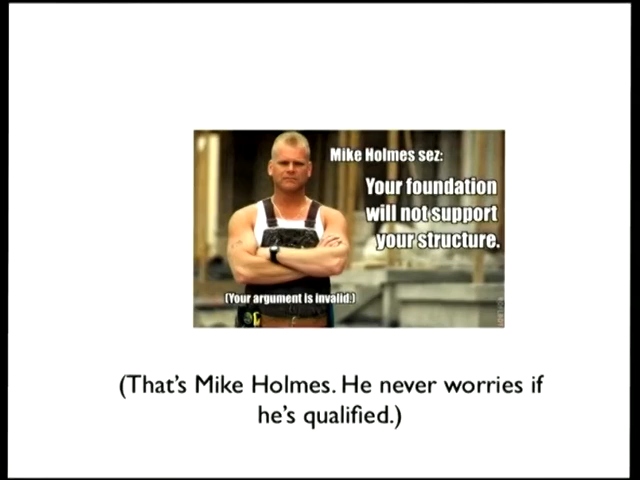 Mike Holmes sez:
Your foundation
will not support
your structure.
(Your argument is invalid.)
(That's Mike Holmes. He never worries if
he's qualified.)